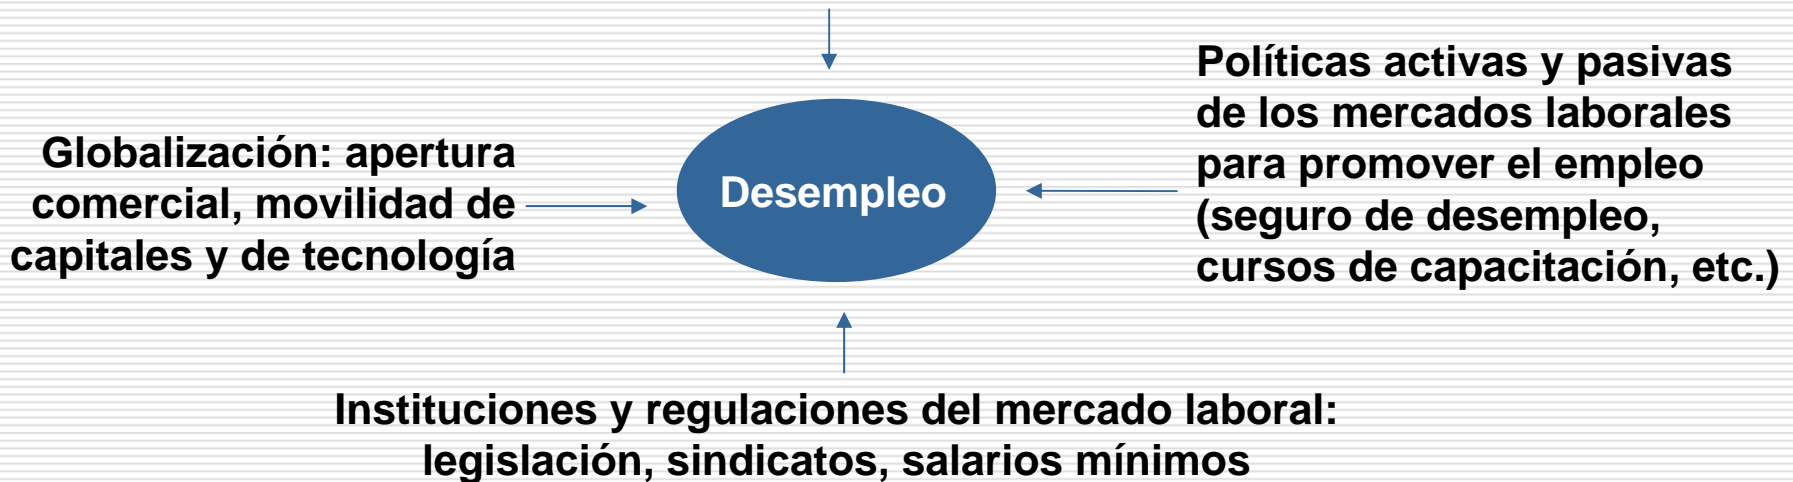 Globalización: apertura
comercial, movilidad de
capitales y de tecnología
Desempleo
Políticas activas y pasivas
de los mercados laborales
para promover el empleo
(seguro de desempleo,
cursos de capacitación, etc.)
Instituciones y regulaciones del mercado laboral:
legislación, sindicatos, salarios mínimos